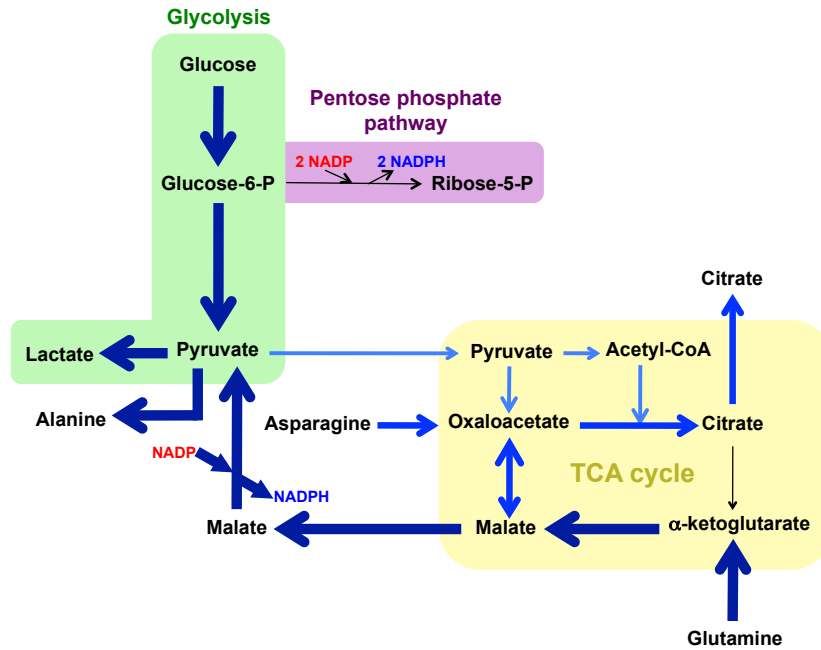 Glycolysis
Glucose
Pentose phosphate
pathway
2 NADP
2 NADPH
Glucose-6-P
Ribose-5-P
Citrate
Lactate
Pyruvate
Pyruvate
Acetyl-CoA
Alanine
Asparagine
Oxaloacetate
Citrate
NADP
TCA cycle
NADPH
Malate
Malate
α-ketoglutarate
Glutamine